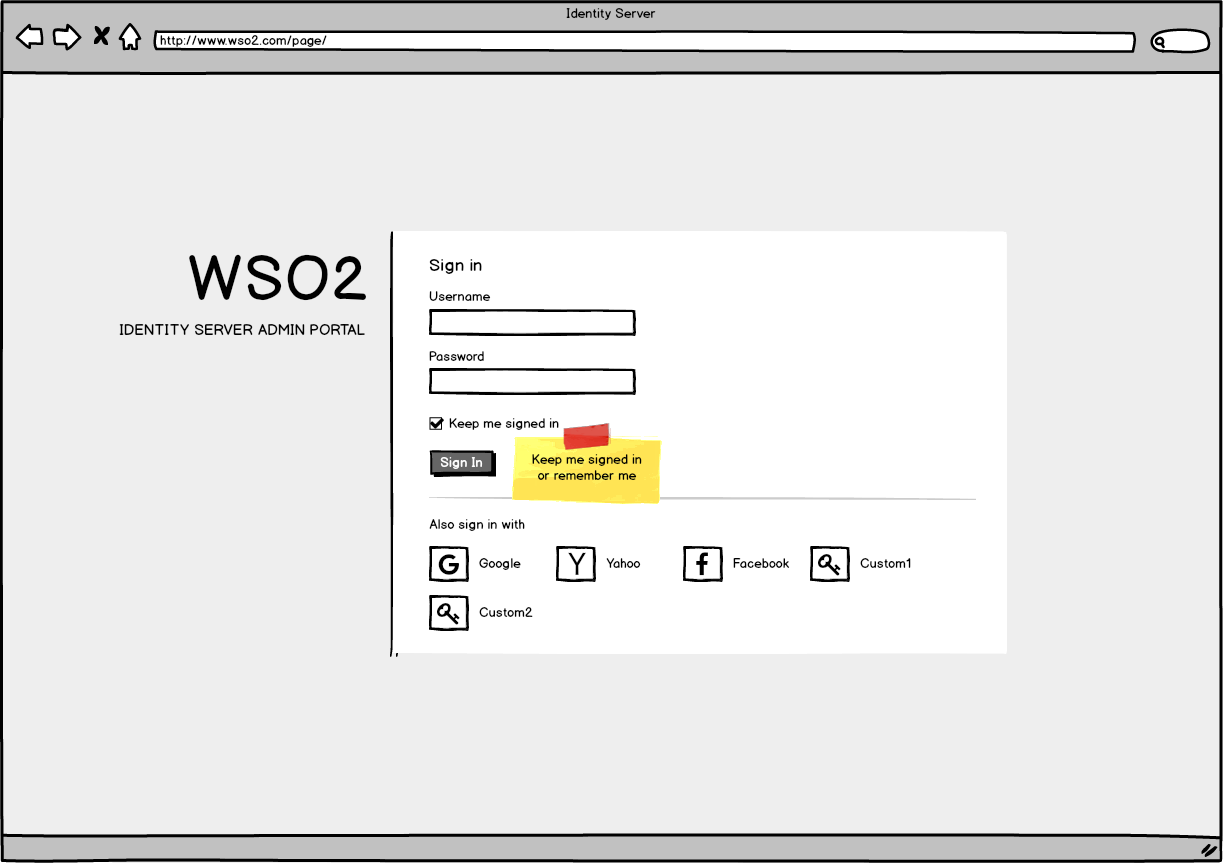 Identity Server
http://www.wso2.com/page/
WSO2
IDENTITY SERVER ADMIN PORTAL
Sign in
Username
Password
Keep me signed in
Sign In
Keep me signed in
or remember me
Also sign in with
G Google
Y Yahoo
f Facebook
Custom1
Custom2